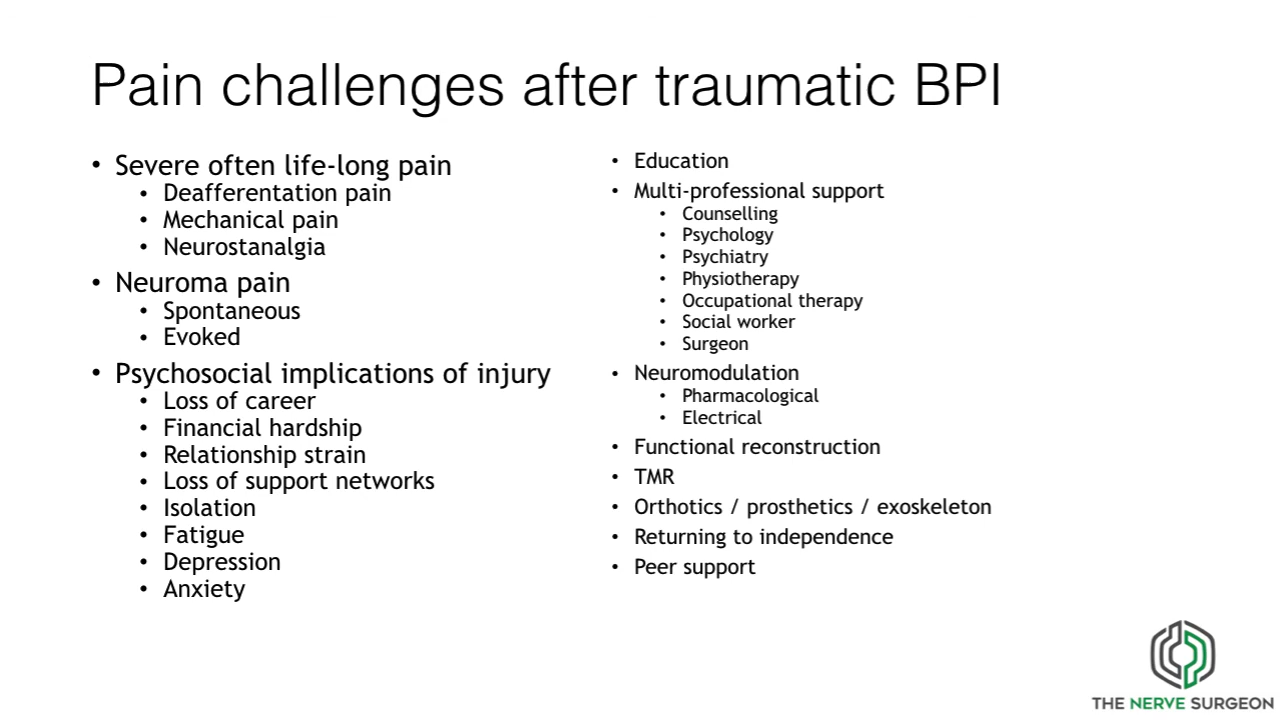 Pain challenges after traumatic BPI
• Severe often life-long pain
• Deafferentation pain
• Mechanical pain
• Neurostanalgia
• Neuroma pain
• Spontaneous
• Evoked
• Psychosocial implications of injury
• Loss of career
• Financial hardship
• Relationship strain
• Loss of support networks
• Isolation
• Fatigue
• Depression
• Anxiety
• Education
• Multi-professional support
• Counselling
• Psychology
• Psychiatry
• Physiotherapy
• Occupational therapy
• Social worker
• Surgeon
• Neuromodulation
• Pharmacological
• Electrical
• Functional reconstruction
• TMR
• Orthotics / prosthetics / exoskeleton
• Returning to independence
• Peer support
THE NERVE SURGEON